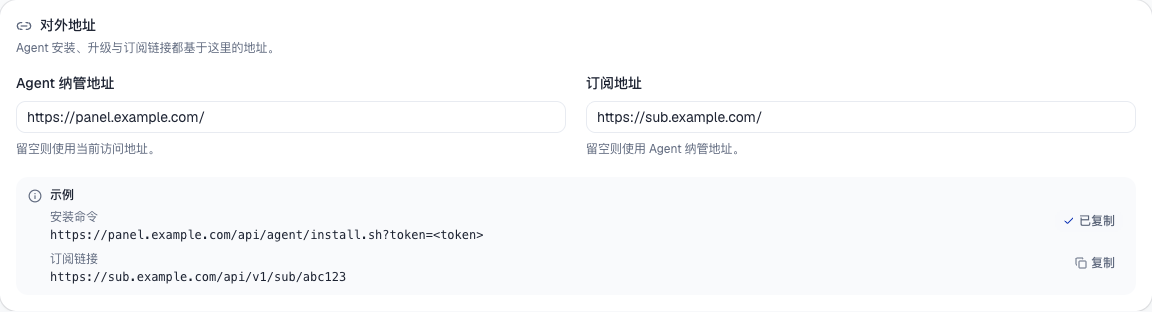 对外地址
Agent 安装、升级与订阅链接都基于这里的地址。
Agent 纳管地址
订阅地址
https://panel.example.com/
https://sub.example.com/
留空则使用当前访问地址。
留空则使用 Agent 纳管地址。
示例
安装命令
https://panel.example.com/api/agent/install.sh?token=<token>
已复制
订阅链接
https://sub.example.com/api/v1/sub/abc123
复制